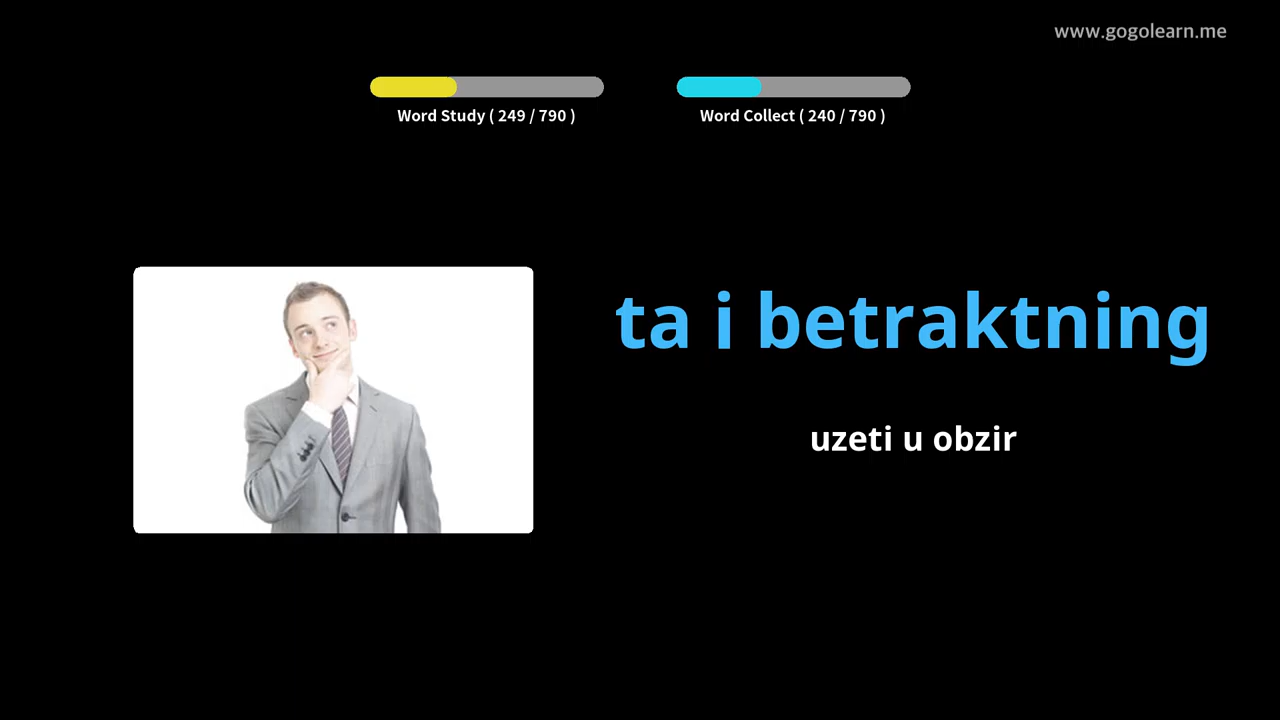 www.gogolearn.me
Word Study ( 249 / 790 )
Word Collect ( 240 / 790 )
ta i betraktning
uzeti u obzir